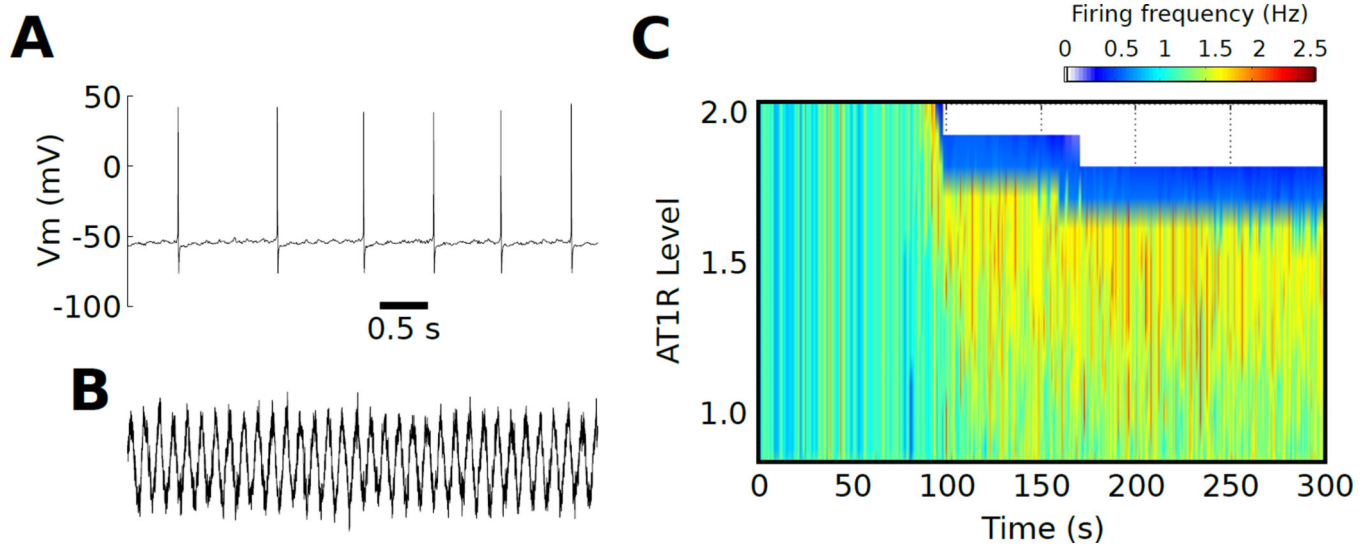 A
50
0
-50
-100
Vm (mV)
0.5 s
B
C
Firing frequency (Hz)
0 0.5 1 1.5 2 2.5
2.0
1.5
1.0
AT1R Level
0 50 100 150 200 250 300
Time (s)